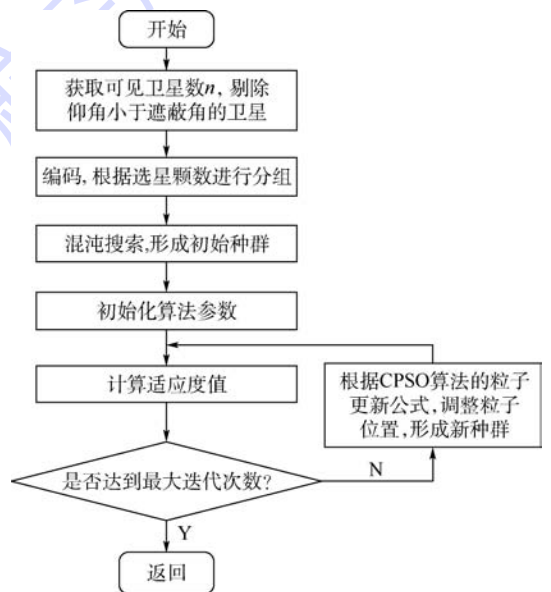 开始
获取可见卫星数n, 剔除
仰角小于遮蔽角的卫星
编码,根据选星颗数进行分组
混沌搜索,形成初始种群
初始化算法参数
计算适应度值
根据CPSO算法的粒子
更新公式,调整粒子
位置,形成新种群
是否达到最大迭代次数?
N
Y
返回